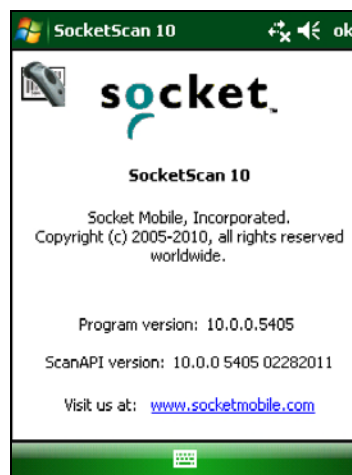 SocketScan 10 ok
socket™
SocketScan 10
Socket Mobile, Incorporated.
Copyright (c) 2005-2010, all rights reserved
worldwide.
Program version: 10.0.0.5405
ScanAPI version: 10.0.0 5405 02282011
Visit us at: www.socketmobile.com